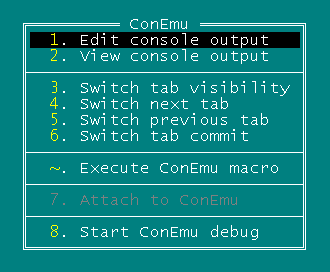 ConEmu
1. Edit console output
2. View console output
3. Switch tab visibility
4. Switch next tab
5. Switch previous tab
6. Switch tab commit
~. Execute ConEmu macro
7. Attach to ConEmu
8. Start ConEmu debug